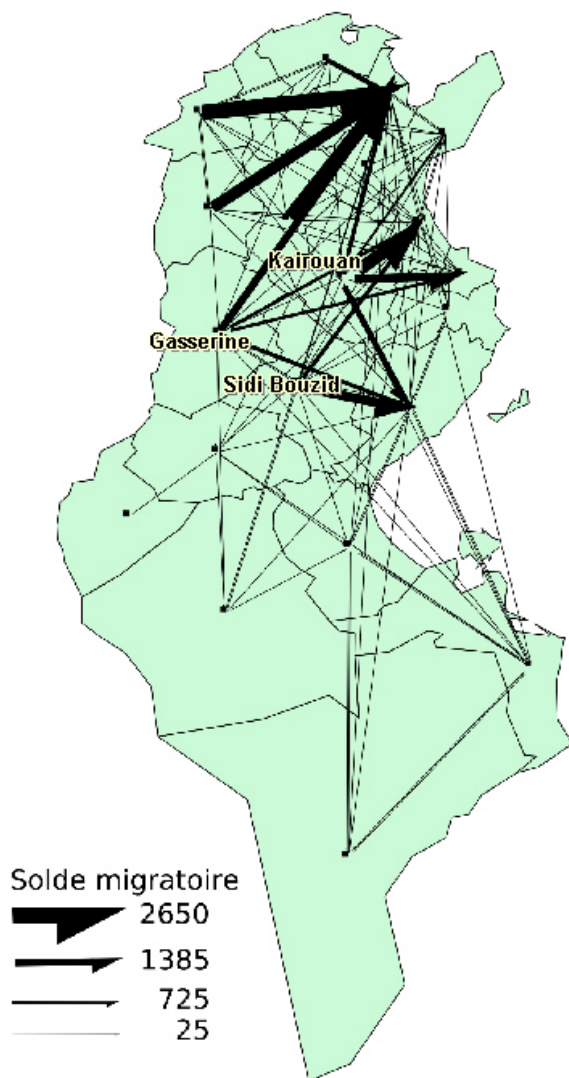 Kairouan
Gasserine
Sidi Bouzid
Solde migratoire
2650
1385
725
25